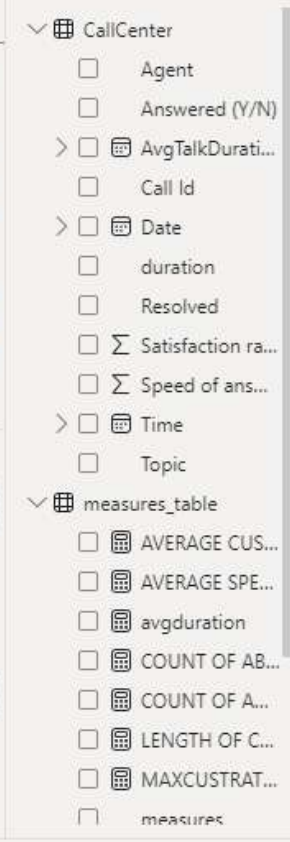 CallCenter
Agent
Answered (Y/N)
AvgTalkDurati...
Call Id
Date
duration
Resolved
Satisfaction ra...
Speed of ans...
Time
Topic
measures_table
AVERAGE CUS...
AVERAGE SPE...
avgduration
COUNT OF AB...
COUNT OF A...
LENGTH OF C...
MAXCUSTRAT...
measures